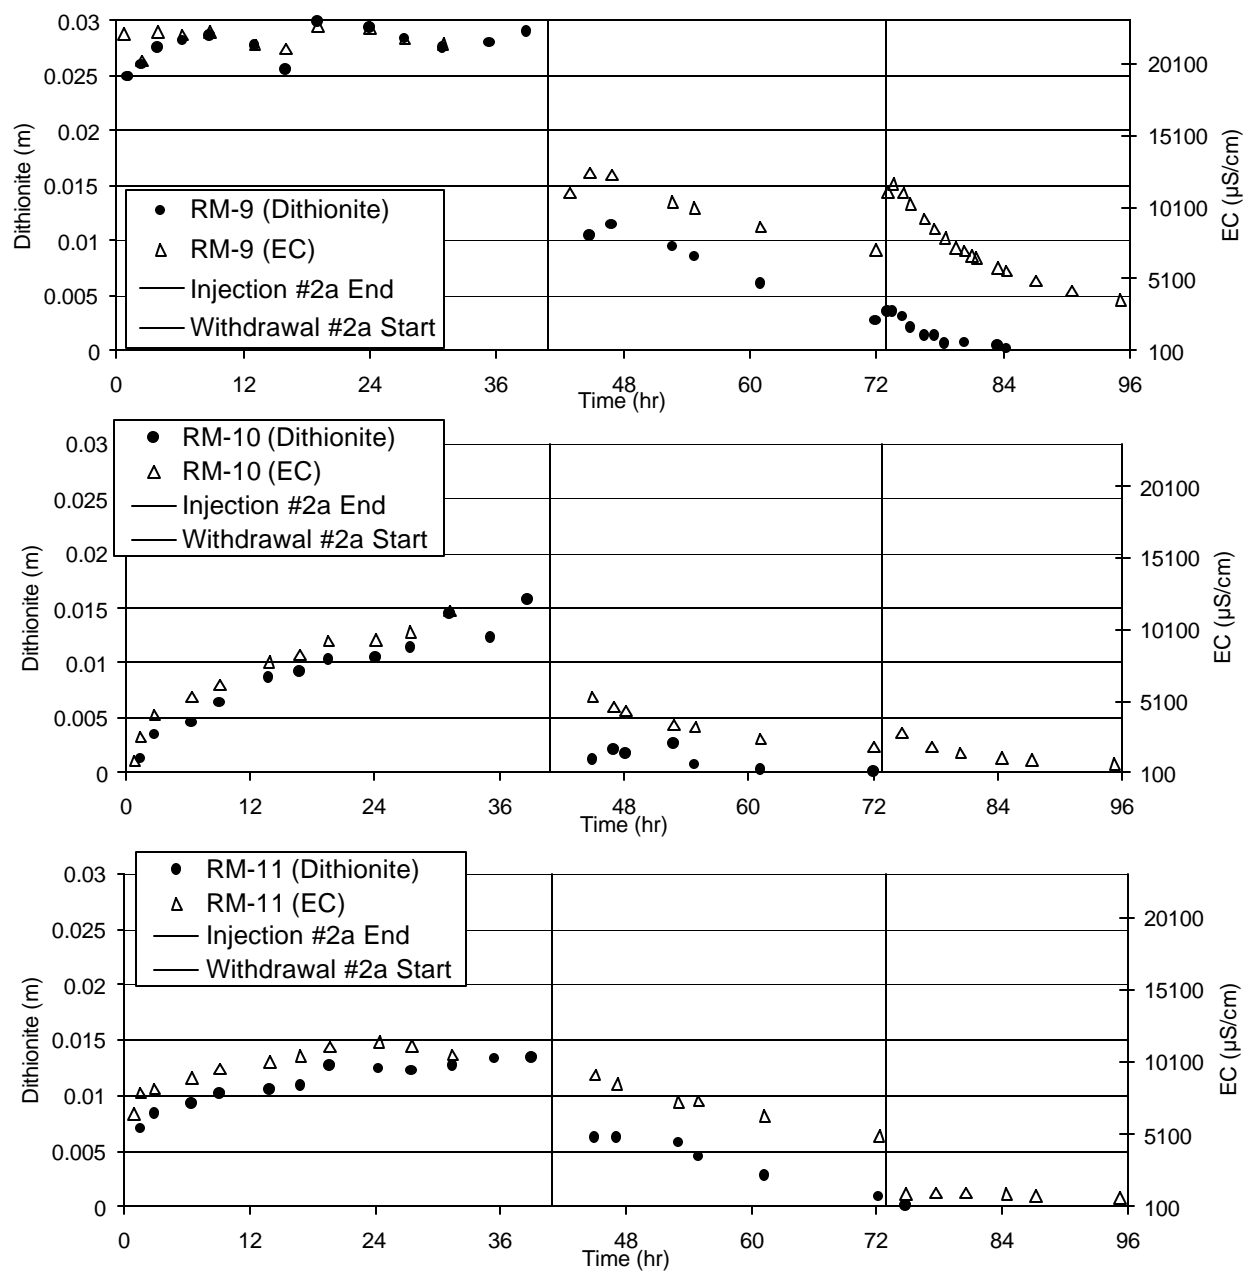 0.03
0.025
0.02
0.015
0.01
0.005
0
Dithionite (m)
20100
15100
10100
5100
100
EC (µS/cm)
RM-9 (Dithionite)
RM-9 (EC)
Injection #2a End
Withdrawal #2a Start
0 12 24 36 48 60 72 84 96
Time (hr)
0.03
0.025
0.02
0.015
0.01
0.005
0
Dithionite (m)
20100
15100
10100
5100
100
EC (µS/cm)
RM-10 (Dithionite)
RM-10 (EC)
Injection #2a End
Withdrawal #2a Start
0 12 24 36 48 60 72 84 96
Time (hr)
0.03
0.025
0.02
0.015
0.01
0.005
0
Dithionite (m)
20100
15100
10100
5100
100
EC (µS/cm)
RM-11 (Dithionite)
RM-11 (EC)
Injection #2a End
Withdrawal #2a Start
0 12 24 36 48 60 72 84 96
Time (hr)